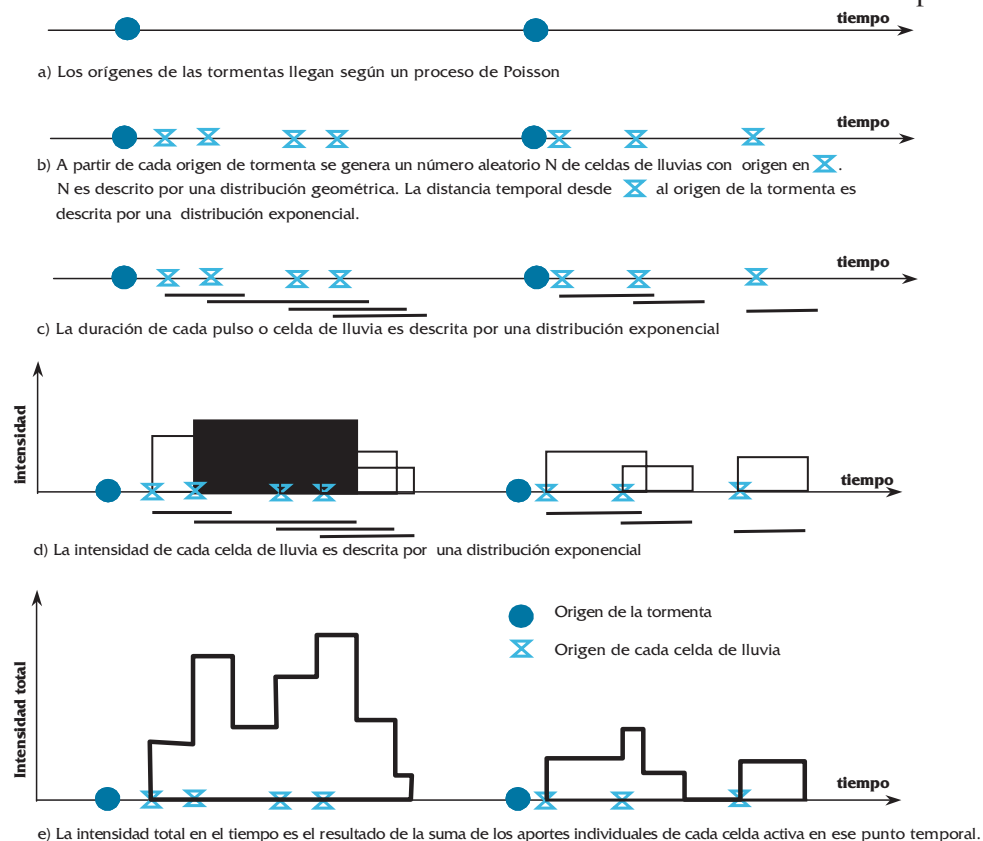 tiempo
a) Los orígenes de las tormentas llegan según un proceso de Poisson
tiempo
b) A partir de cada origen de tormenta se genera un número aleatorio N de celdas de lluvias con origen en .
N es descrito por una distribución geométrica. La distancia temporal desde al origen de la tormenta es
descrita por una distribución exponencial.
tiempo
c) La duración de cada pulso o celda de lluvia es descrita por una distribución exponencial
intensidad
tiempo
d) La intensidad de cada celda de lluvia es descrita por una distribución exponencial
Origen de la tormenta
Origen de cada celda de lluvia
Intensidad total
tiempo
e) La intensidad total en el tiempo es el resultado de la suma de los aportes individuales de cada celda activa en ese punto temporal.